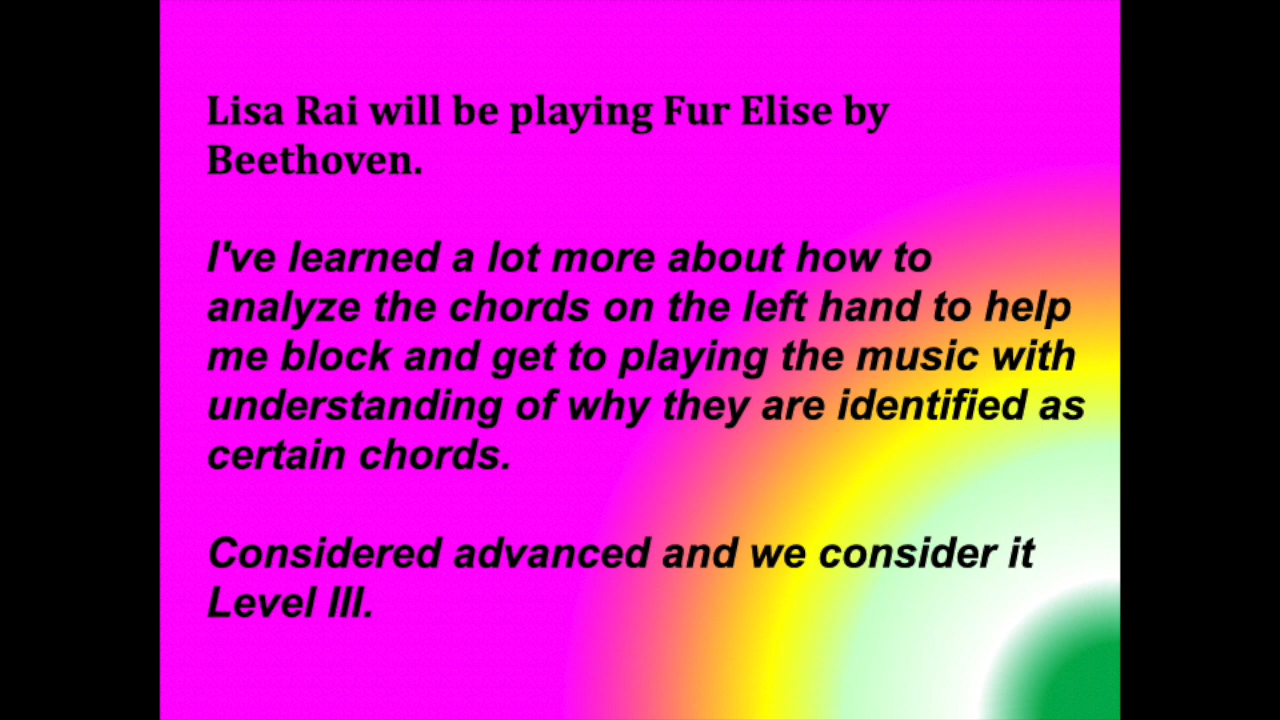 Lisa Rai will be playing Fur Elise by
Beethoven.
I've learned a lot more about how to
analyze the chords on the left hand to help
me block and get to playing the music with
understanding of why they are identified as
certain chords.
Considered advanced and we consider it
Level III.